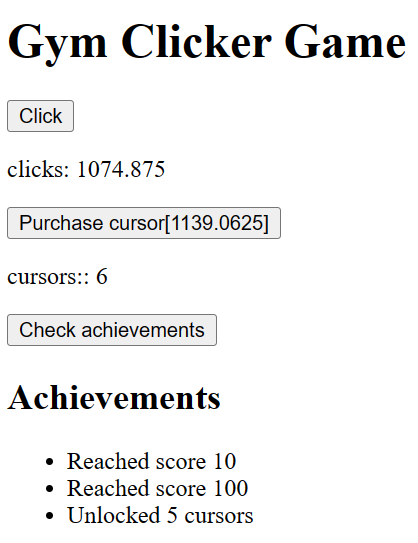 Gym Clicker Game
Click
clicks: 1074.875
Purchase cursor[1139.0625]
cursors:: 6
Check achievements
Achievements
• Reached score 10
• Reached score 100
• Unlocked 5 cursors